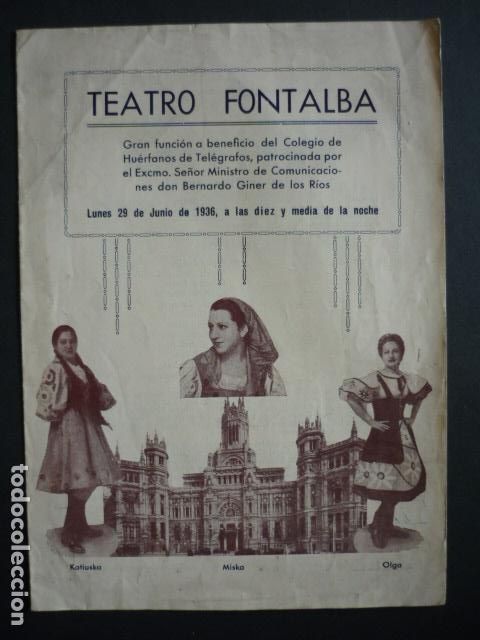 TEATRO FONTALBA
Gran función a beneficio del Colegio de
Huérfanos de Telégrafos, patrocinada por
el Excmo. Señor Ministro de Comunicacio-
nes don Bernardo Giner de los Ríos
Lunes 29 de Junio de 1936, a las diez y media de la noche
Katiuska
Miska
Olga
todocoleccion